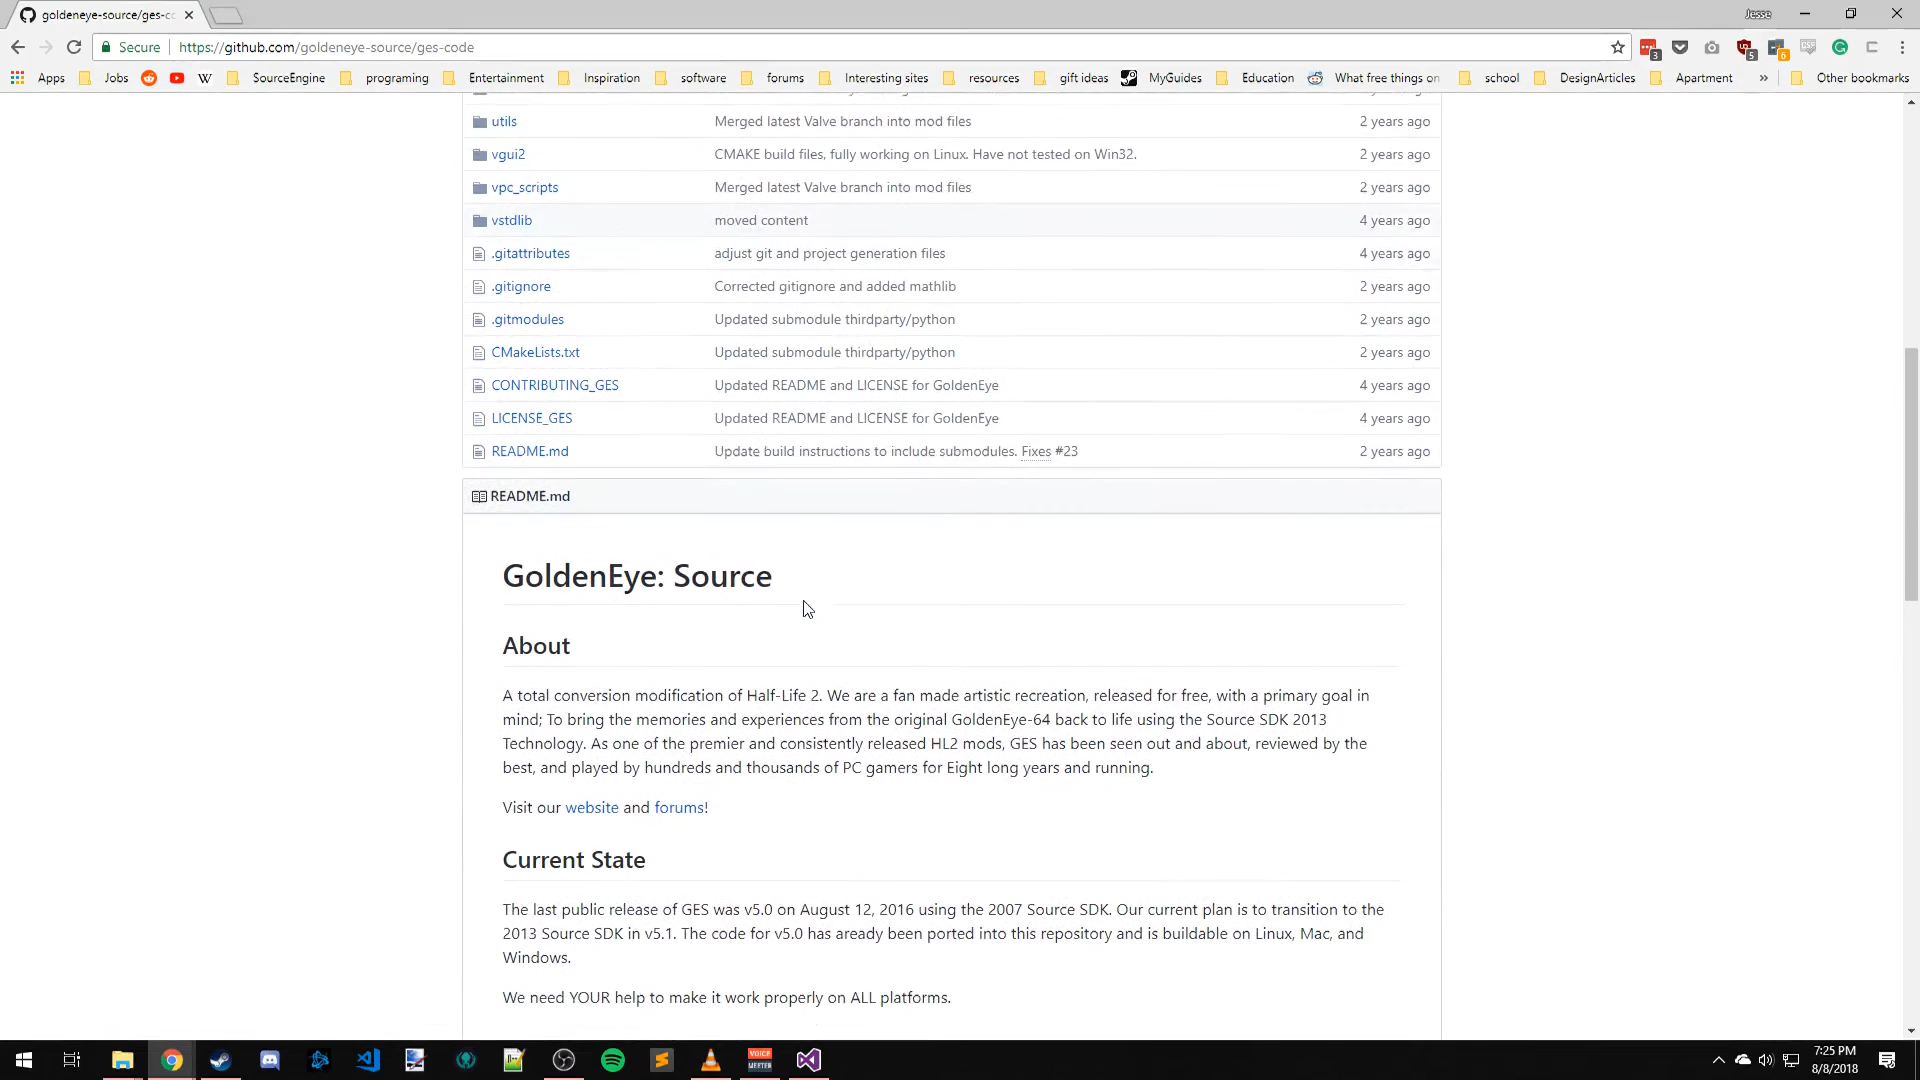 goldeneye-source/ges-cc
Jesse
Secure
https://github.com/goldeneye-source/ges-code
3
5
6
Apps
Jobs
W
SourceEngine
programing
Entertainment
Inspiration
software
forums
Interesting sites
resources
gift ideas
MyGuides
Education
What free things on
school
DesignArticles
Apartment
»
Other bookmarks
utils Merged latest Valve branch into mod files 2 years ago
vgui2 CMAKE build files, fully working on Linux. Have not tested on Win32. 2 years ago
vpc_scripts Merged latest Valve branch into mod files 2 years ago
vstdlib moved content 4 years ago
.gitattributes adjust git and project generation files 4 years ago
.gitignore Corrected gitignore and added mathlib 2 years ago
.gitmodules Updated submodule thirdparty/python 2 years ago
CMakeLists.txt Updated submodule thirdparty/python 2 years ago
CONTRIBUTING_GES Updated README and LICENSE for GoldenEye 4 years ago
LICENSE_GES Updated README and LICENSE for GoldenEye 4 years ago
README.md Update build instructions to include submodules. Fixes #23 2 years ago
README.md
GoldenEye: Source
About
A total conversion modification of Half-Life 2. We are a fan made artistic recreation, released for free, with a primary goal in
mind; To bring the memories and experiences from the original GoldenEye-64 back to life using the Source SDK 2013
Technology. As one of the premier and consistently released HL2 mods, GES has been seen out and about, reviewed by the
best, and played by hundreds and thousands of PC gamers for Eight long years and running.
Visit our website and forums!
Current State
The last public release of GES was v5.0 on August 12, 2016 using the 2007 Source SDK. Our current plan is to transition to the
2013 Source SDK in v5.1. The code for v5.0 has aready been ported into this repository and is buildable on Linux, Mac, and
Windows.
We need YOUR help to make it work properly on ALL platforms.
VOICE
MEETER
7:25 PM
8/8/2018